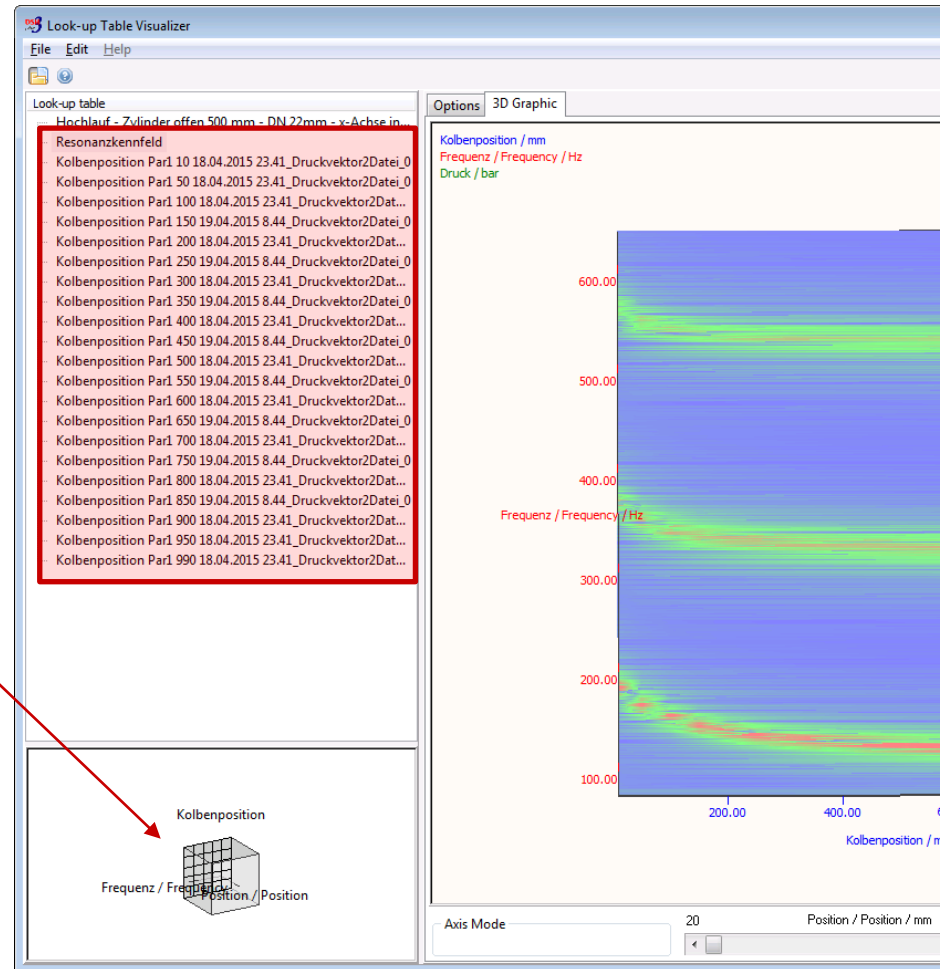 Look-up Table Visualizer
File Edit Help
Look-up table
Hochlauf - Zylinder offen 500 mm - DN 22mm - x-Achse in...
Resonanzkennfeld
Kolbenposition Par1 10 18.04.2015 23.41_Druckvektor2Datei_0
Kolbenposition Par1 50 18.04.2015 23.41_Druckvektor2Datei_0
Kolbenposition Par1 100 18.04.2015 23.41_Druckvektor2Dat...
Kolbenposition Par1 150 19.04.2015 8.44_Druckvektor2Datei_0
Kolbenposition Par1 200 18.04.2015 23.41_Druckvektor2Dat...
Kolbenposition Par1 250 19.04.2015 8.44_Druckvektor2Datei_0
Kolbenposition Par1 300 18.04.2015 23.41_Druckvektor2Dat...
Kolbenposition Par1 350 19.04.2015 8.44_Druckvektor2Datei_0
Kolbenposition Par1 400 18.04.2015 23.41_Druckvektor2Dat...
Kolbenposition Par1 450 19.04.2015 8.44_Druckvektor2Datei_0
Kolbenposition Par1 500 18.04.2015 23.41_Druckvektor2Dat...
Kolbenposition Par1 550 19.04.2015 8.44_Druckvektor2Datei_0
Kolbenposition Par1 600 18.04.2015 23.41_Druckvektor2Dat...
Kolbenposition Par1 650 19.04.2015 8.44_Druckvektor2Datei_0
Kolbenposition Par1 700 18.04.2015 23.41_Druckvektor2Dat...
Kolbenposition Par1 750 19.04.2015 8.44_Druckvektor2Datei_0
Kolbenposition Par1 800 18.04.2015 23.41_Druckvektor2Dat...
Kolbenposition Par1 850 19.04.2015 8.44_Druckvektor2Datei_0
Kolbenposition Par1 900 18.04.2015 23.41_Druckvektor2Dat...
Kolbenposition Par1 950 18.04.2015 23.41_Druckvektor2Dat...
Kolbenposition Par1 990 18.04.2015 23.41_Druckvektor2Dat...
Kolbenposition
Frequenz / Frequency
Position / Position
Options 3D Graphic
Kolbenposition / mm
Frequenz / Frequency / Hz
Druck / bar
600.00
500.00
400.00
Frequenz / Frequency / Hz
300.00
200.00
100.00
200.00 400.00
Kolbenposition /
Axis Mode
20 Position / Position / mm